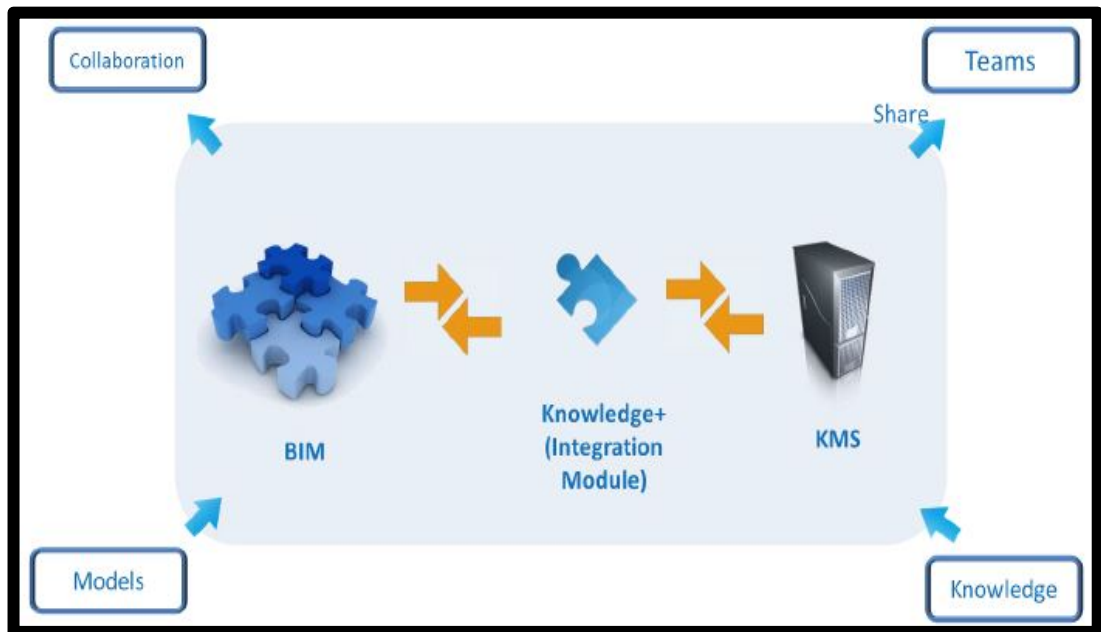 Collaboration
Teams
Share
BIM
Knowledge+
(Integration
Module)
KMS
Models
Knowledge